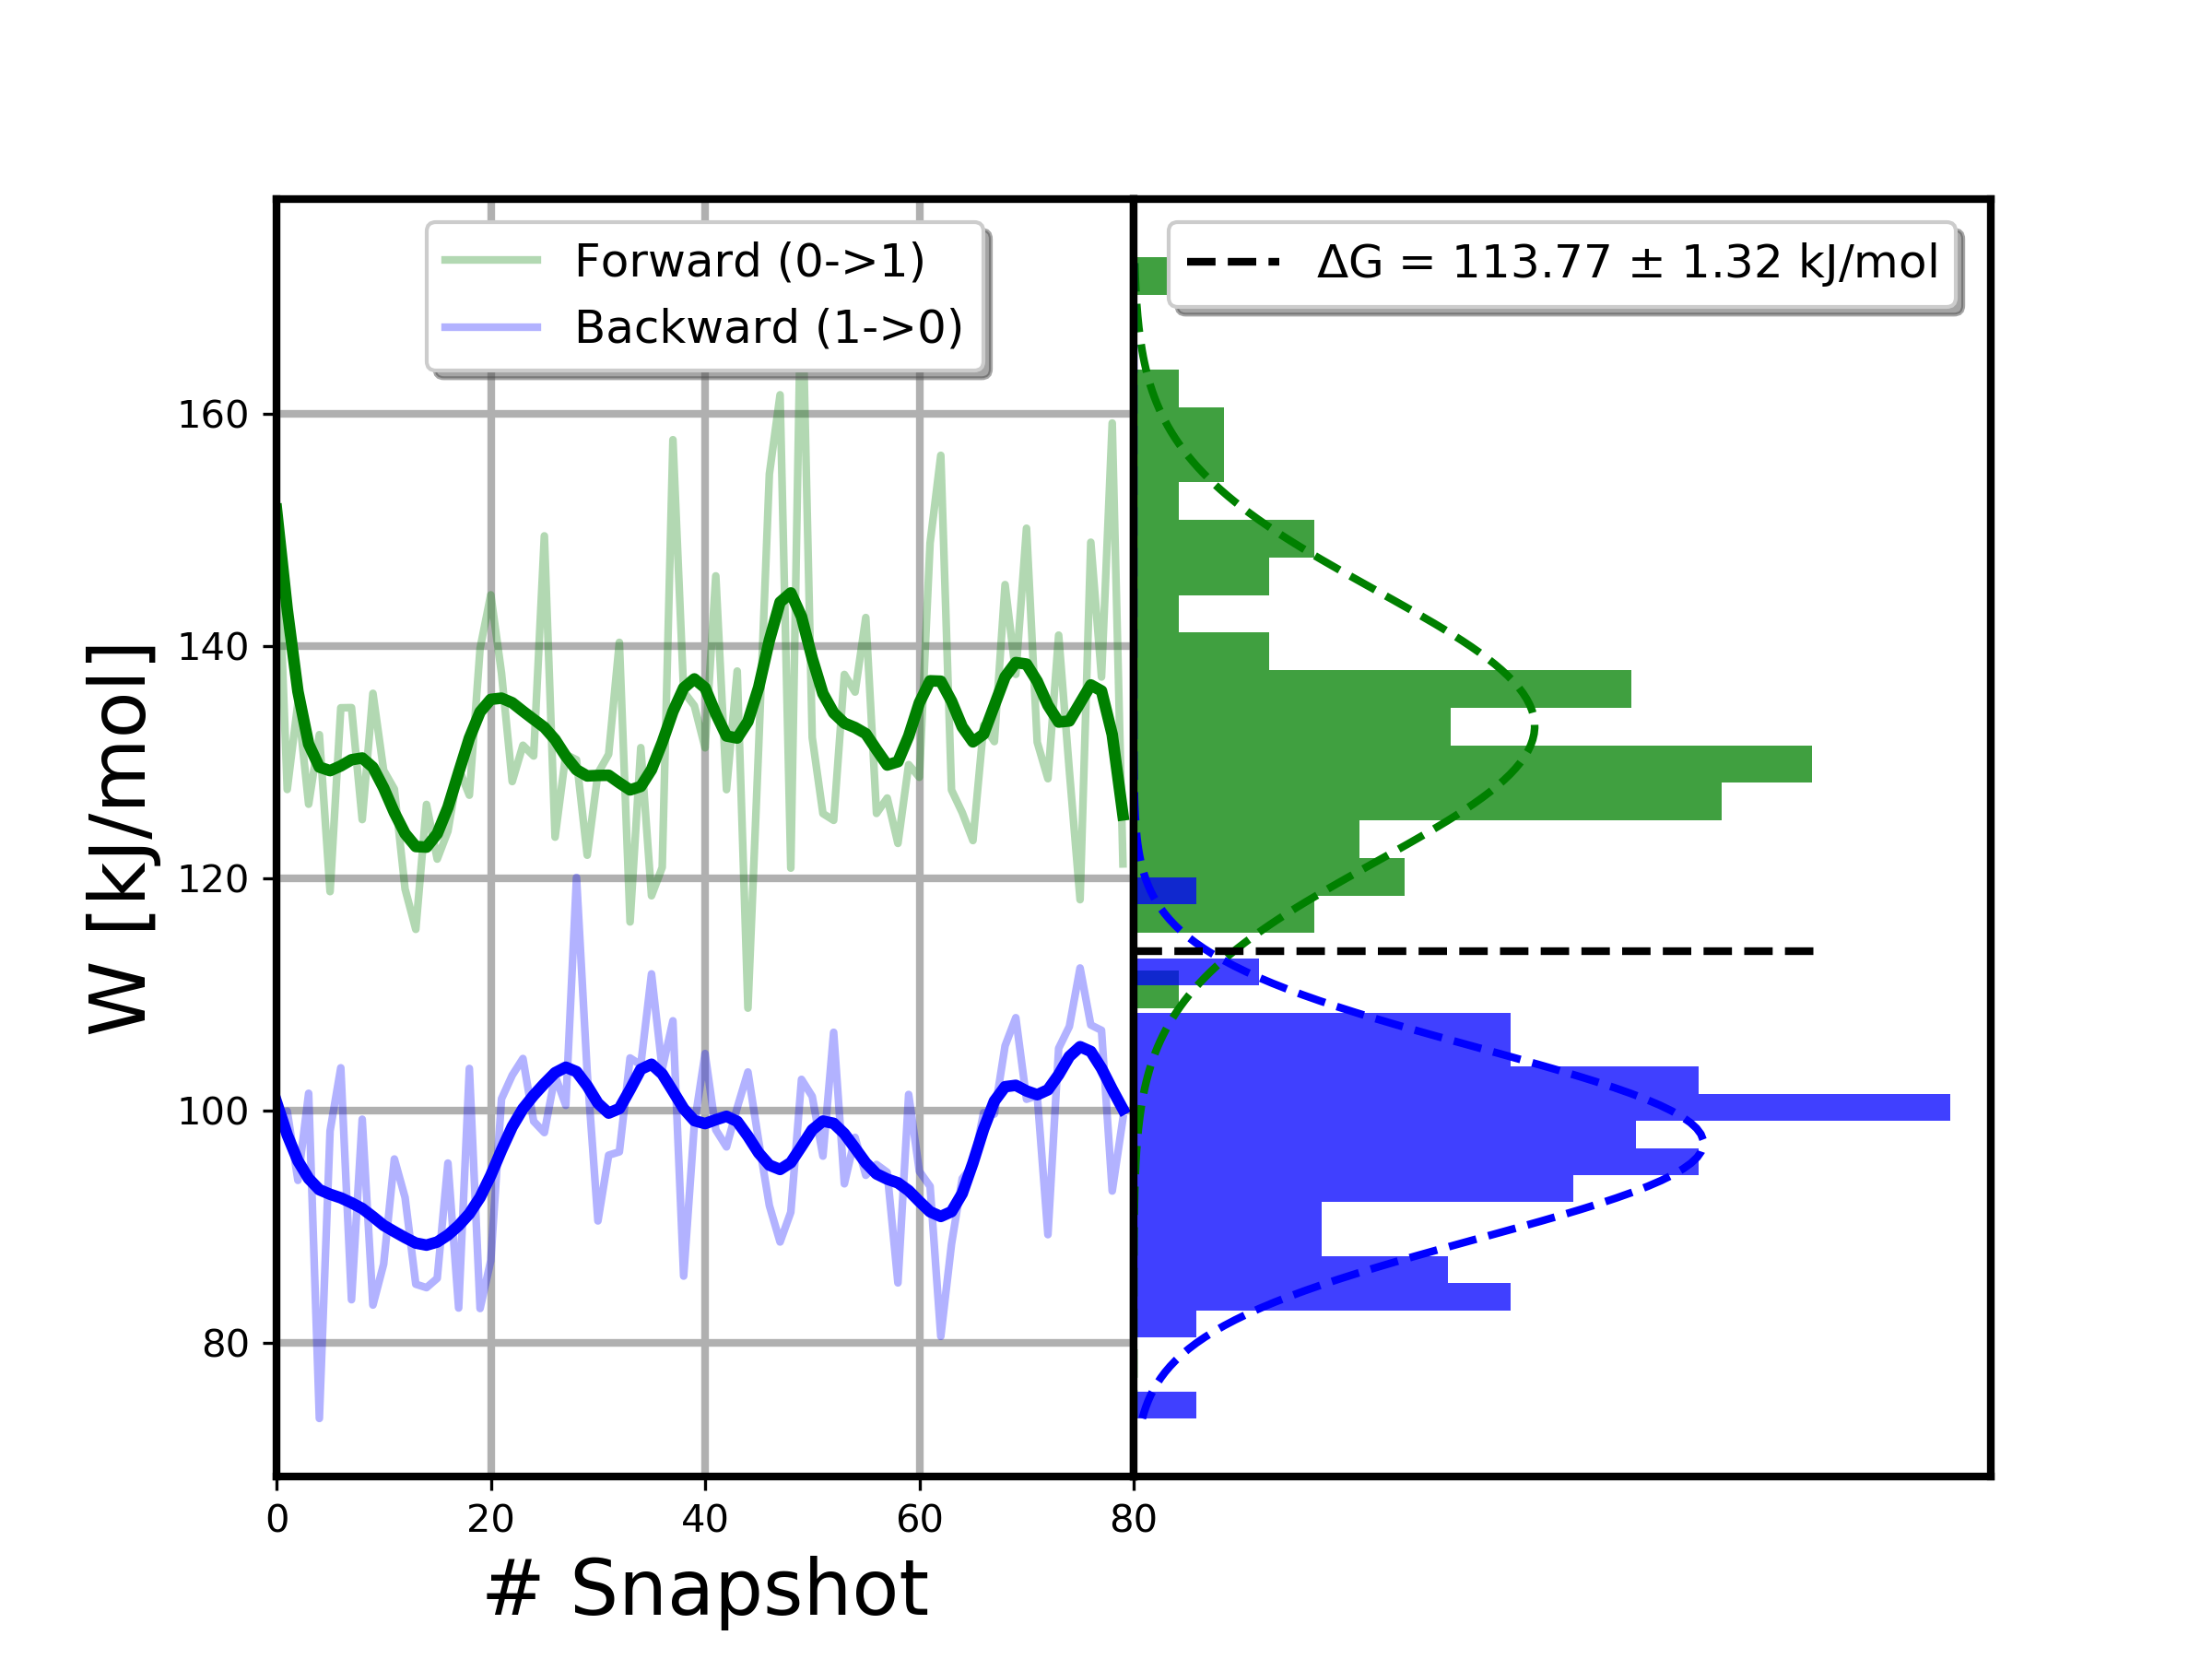 Forward (0->1)
Backward (1->0)
ΔG = 113.77 ± 1.32 kJ/mol
W [kJ/mol]
160
140
120
100
80
0 20 40 60 80
# Snapshot